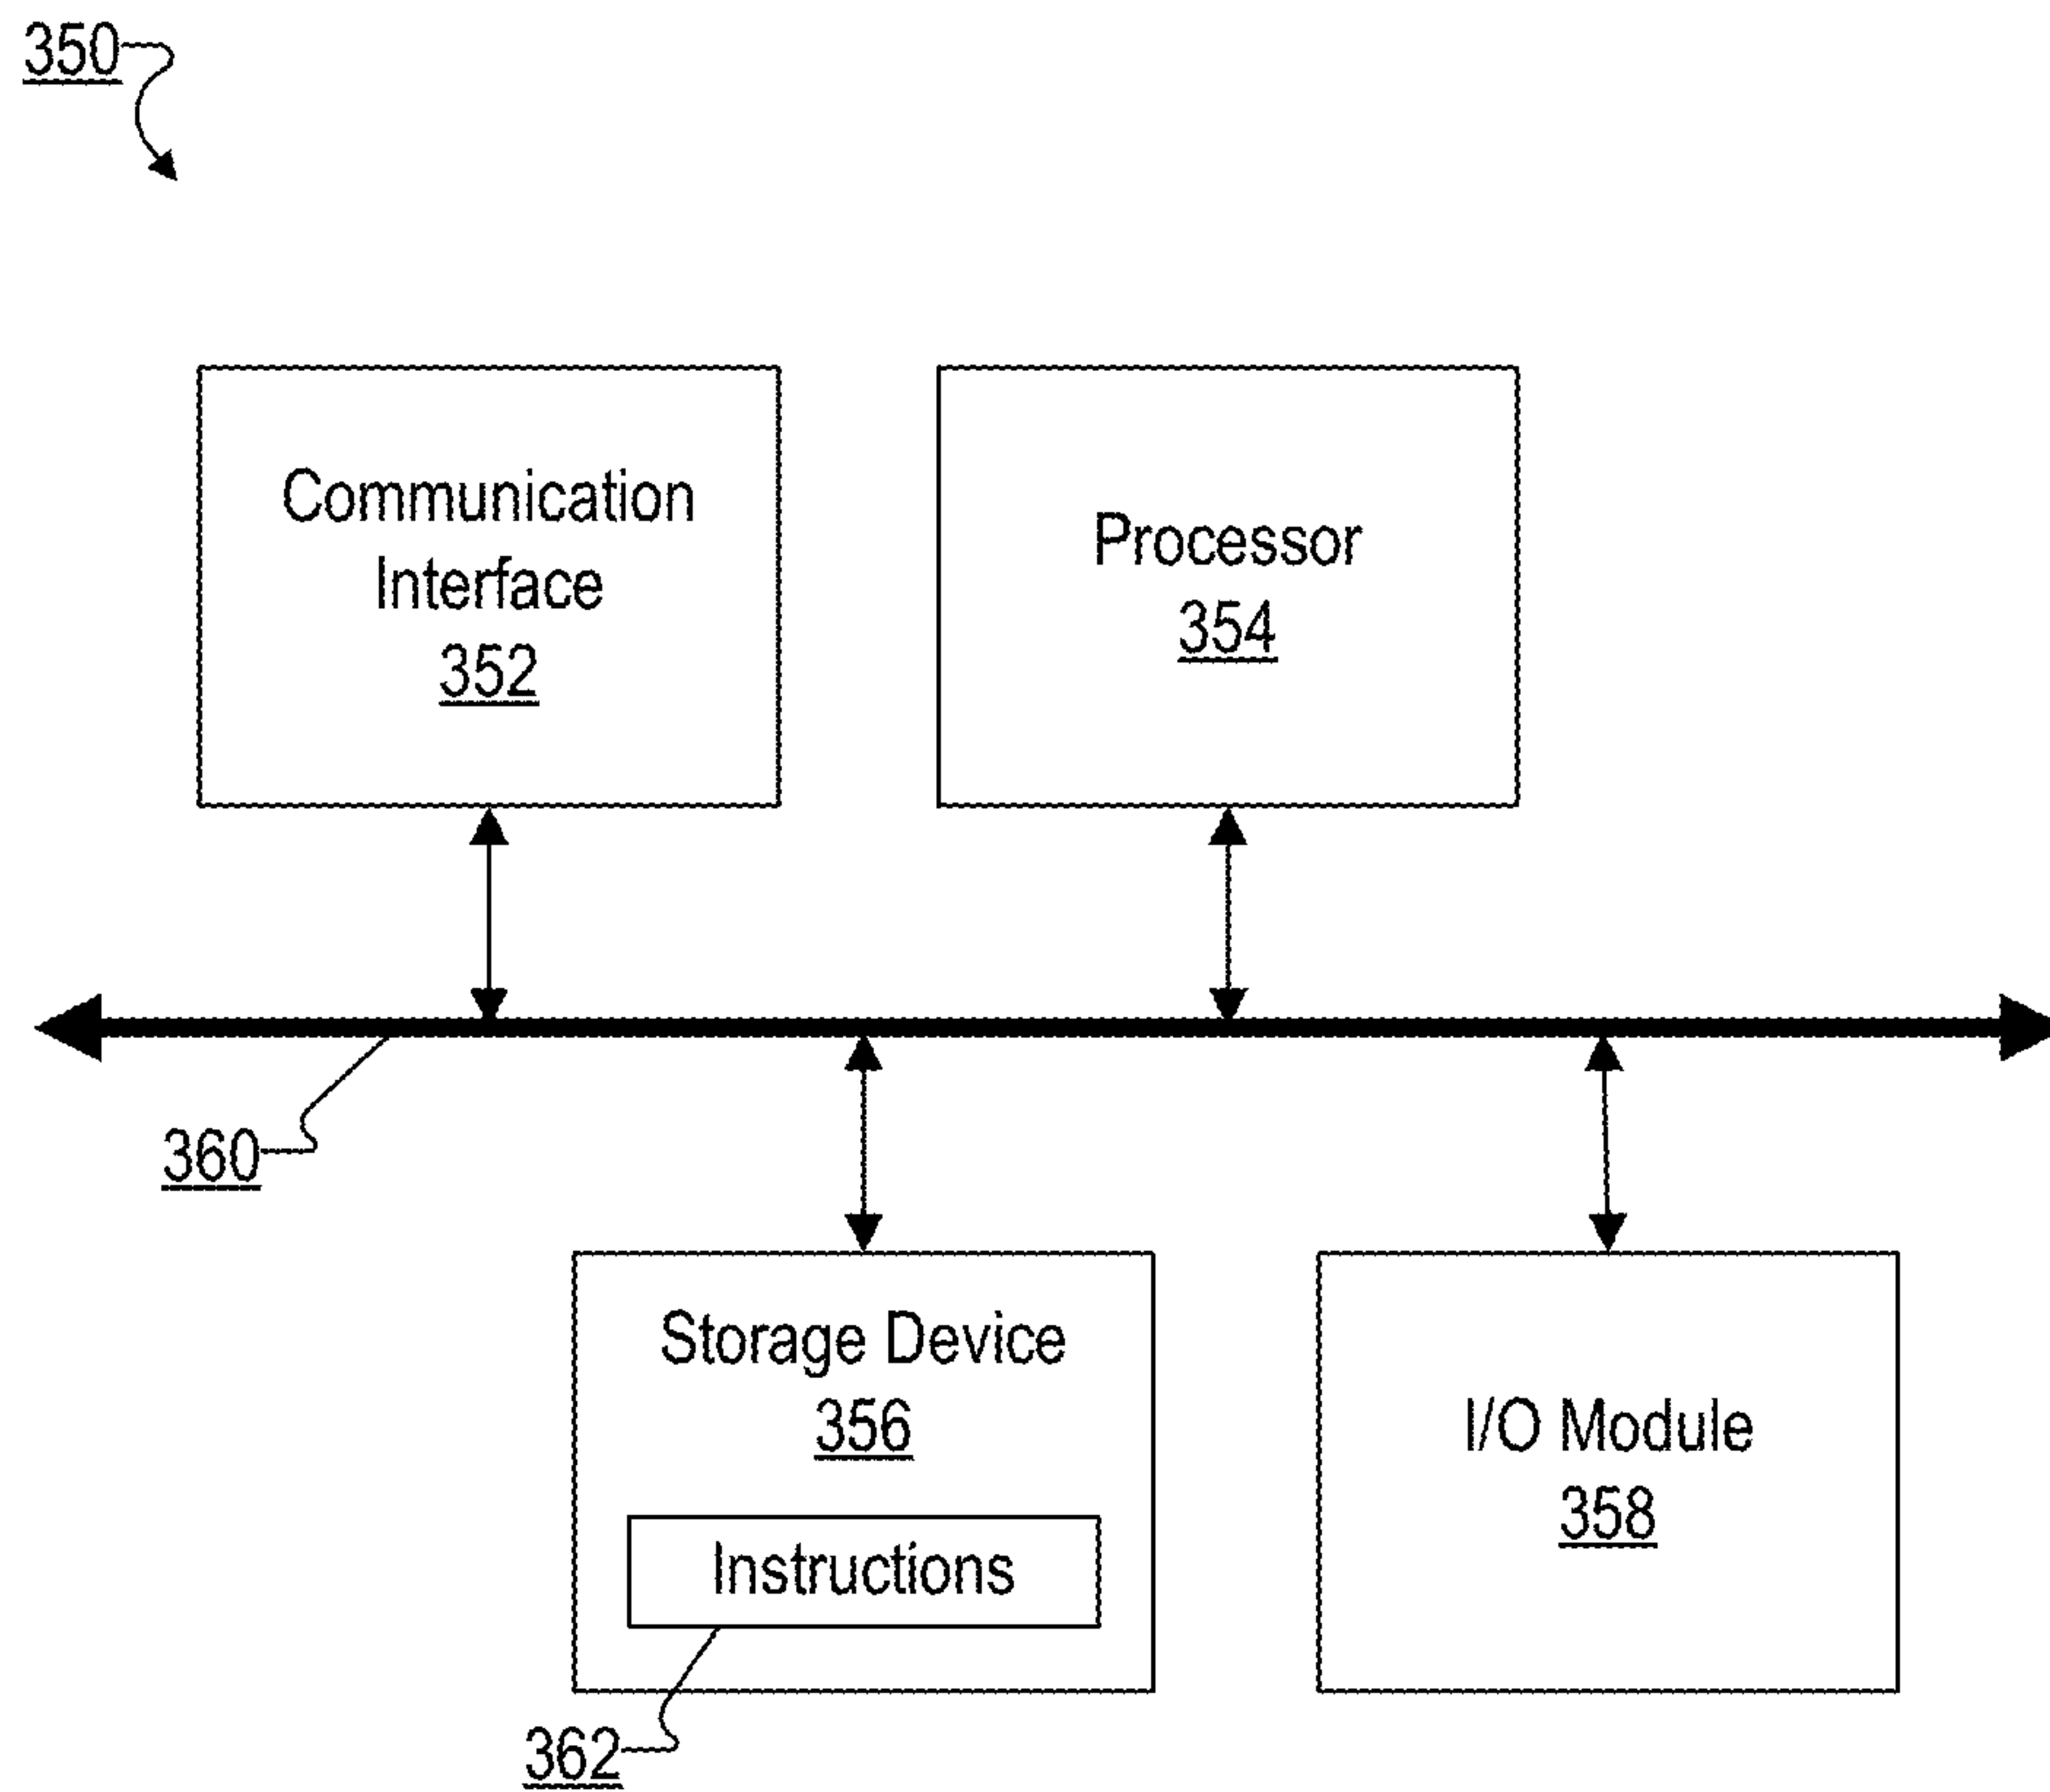 350
Communication
Interface
352
Processor
354
360
Storage Device
356
Instructions
362
I/O Module
358